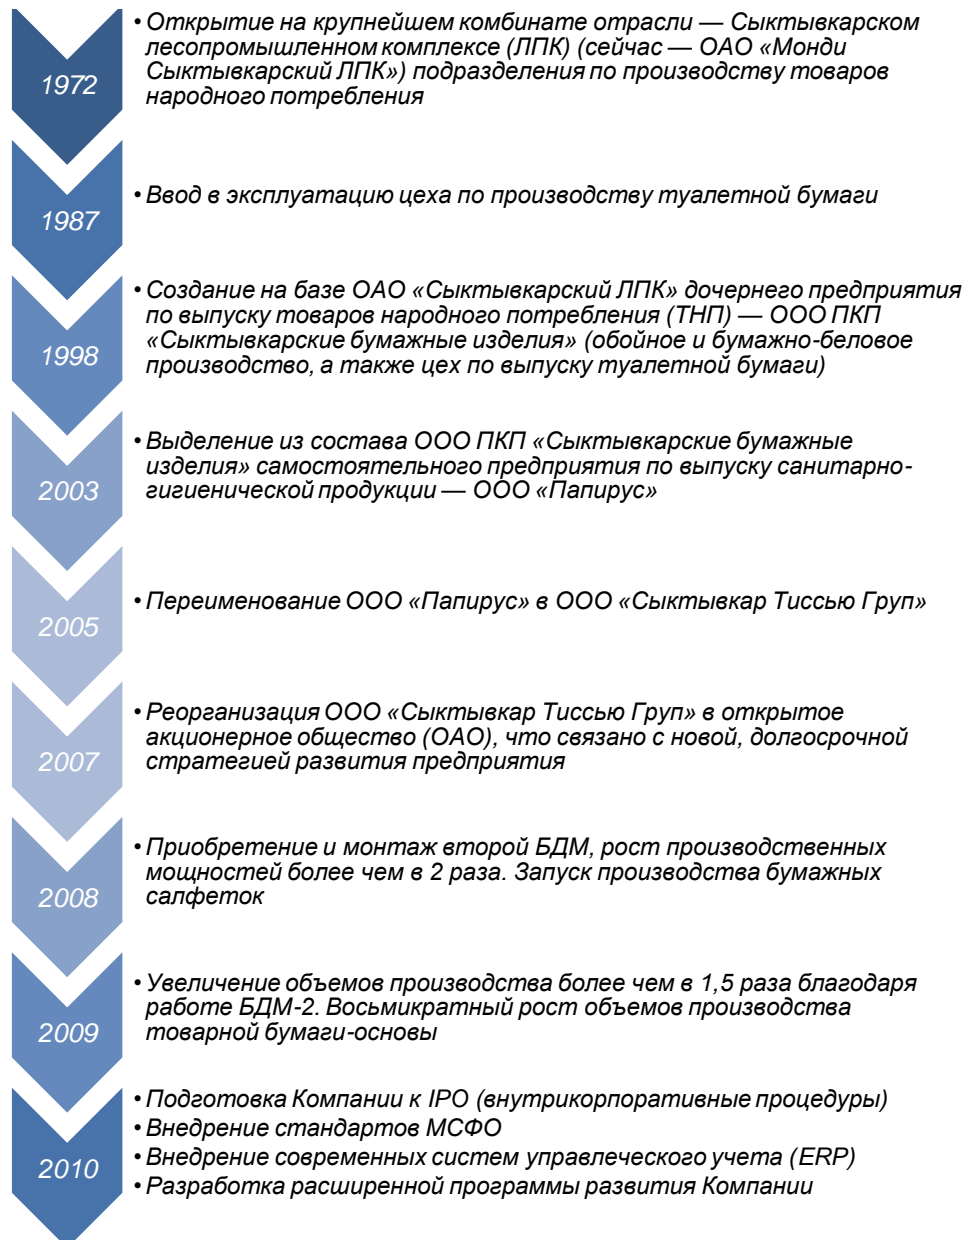 1972
• Открытие на крупнейшем комбинате отрасли — Сыктывкарском
лесопромышленном комплексе (ЛПК) (сейчас — ОАО «Монди
Сыктывкарский ЛПК») подразделения по производству товаров
народного потребления
1987
• Ввод в эксплуатацию цеха по производству туалетной бумаги
1998
• Создание на базе ОАО «Сыктывкарский ЛПК» дочернего предприятия
по выпуску товаров народного потребления (ТНП) — ООО ПКП
«Сыктывкарские бумажные изделия» (обойное и бумажно-беловое
производство, а также цех по выпуску туалетной бумаги)
2003
• Выделение из состава ООО ПКП «Сыктывкарские бумажные
изделия» самостоятельного предприятия по выпуску санитарно-
гигиенической продукции — ООО «Папирус»
2005
• Переименование ООО «Папирус» в ООО «Сыктывкар Тиссью Груп»
2007
• Реорганизация ООО «Сыктывкар Тиссью Груп» в открытое
акционерное общество (ОАО), что связано с новой, долгосрочной
стратегией развития предприятия
2008
• Приобретение и монтаж второй БДМ, рост производственных
мощностей более чем в 2 раза. Запуск производства бумажных
салфеток
2009
• Увеличение объемов производства более чем в 1,5 раза благодаря
работе БДМ-2. Восьмикратный рост объемов производства
товарной бумаги-основы
2010
• Подготовка Компании к IPO (внутрикорпоративные процедуры)
• Внедрение стандартов МСФО
• Внедрение современных систем управлеческого учета (ERP)
• Разработка расширенной программы развития Компании